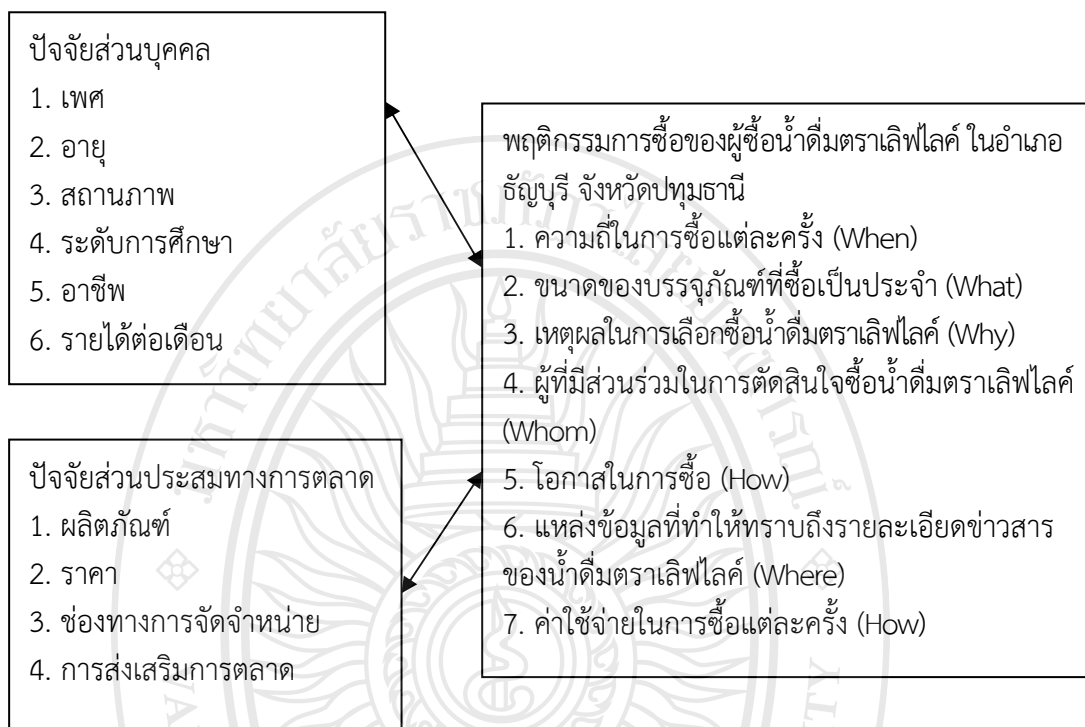 ปัจจัยส่วนบุคคล
1. เพศ
2. อายุ
3. สถานภาพ
4. ระดับการศึกษา
5. อาชีพ
6. รายได้ต่อเดือน
พฤติกรรมการซื้อของผู้ซื้อน้ำดื่มตราเลิฟไลค์ ในอำเภอ
ธัญบุรี จังหวัดปทุมธานี
1. ความถี่ในการซื้อแต่ละครั้ง (When)
2. ขนาดของบรรจุภัณฑ์ที่ซื้อเป็นประจำ (What)
3. เหตุผลในการเลือกซื้อน้ำดื่มตราเลิฟไลค์ (Why)
4. ผู้ที่มีส่วนร่วมในการตัดสินใจซื้อน้ำดื่มตราเลิฟไลค์
(Whom)
5. โอกาสในการซื้อ (How)
6. แหล่งข้อมูลที่ทำให้ทราบถึงรายละเอียดข่าวสาร
ของน้ำดื่มตราเลิฟไลค์ (Where)
7. ค่าใช้จ่ายในการซื้อแต่ละครั้ง (How)
ปัจจัยส่วนประสมทางการตลาด
1. ผลิตภัณฑ์
2. ราคา
3. ช่องทางการจัดจำหน่าย
4. การส่งเสริมการตลาด